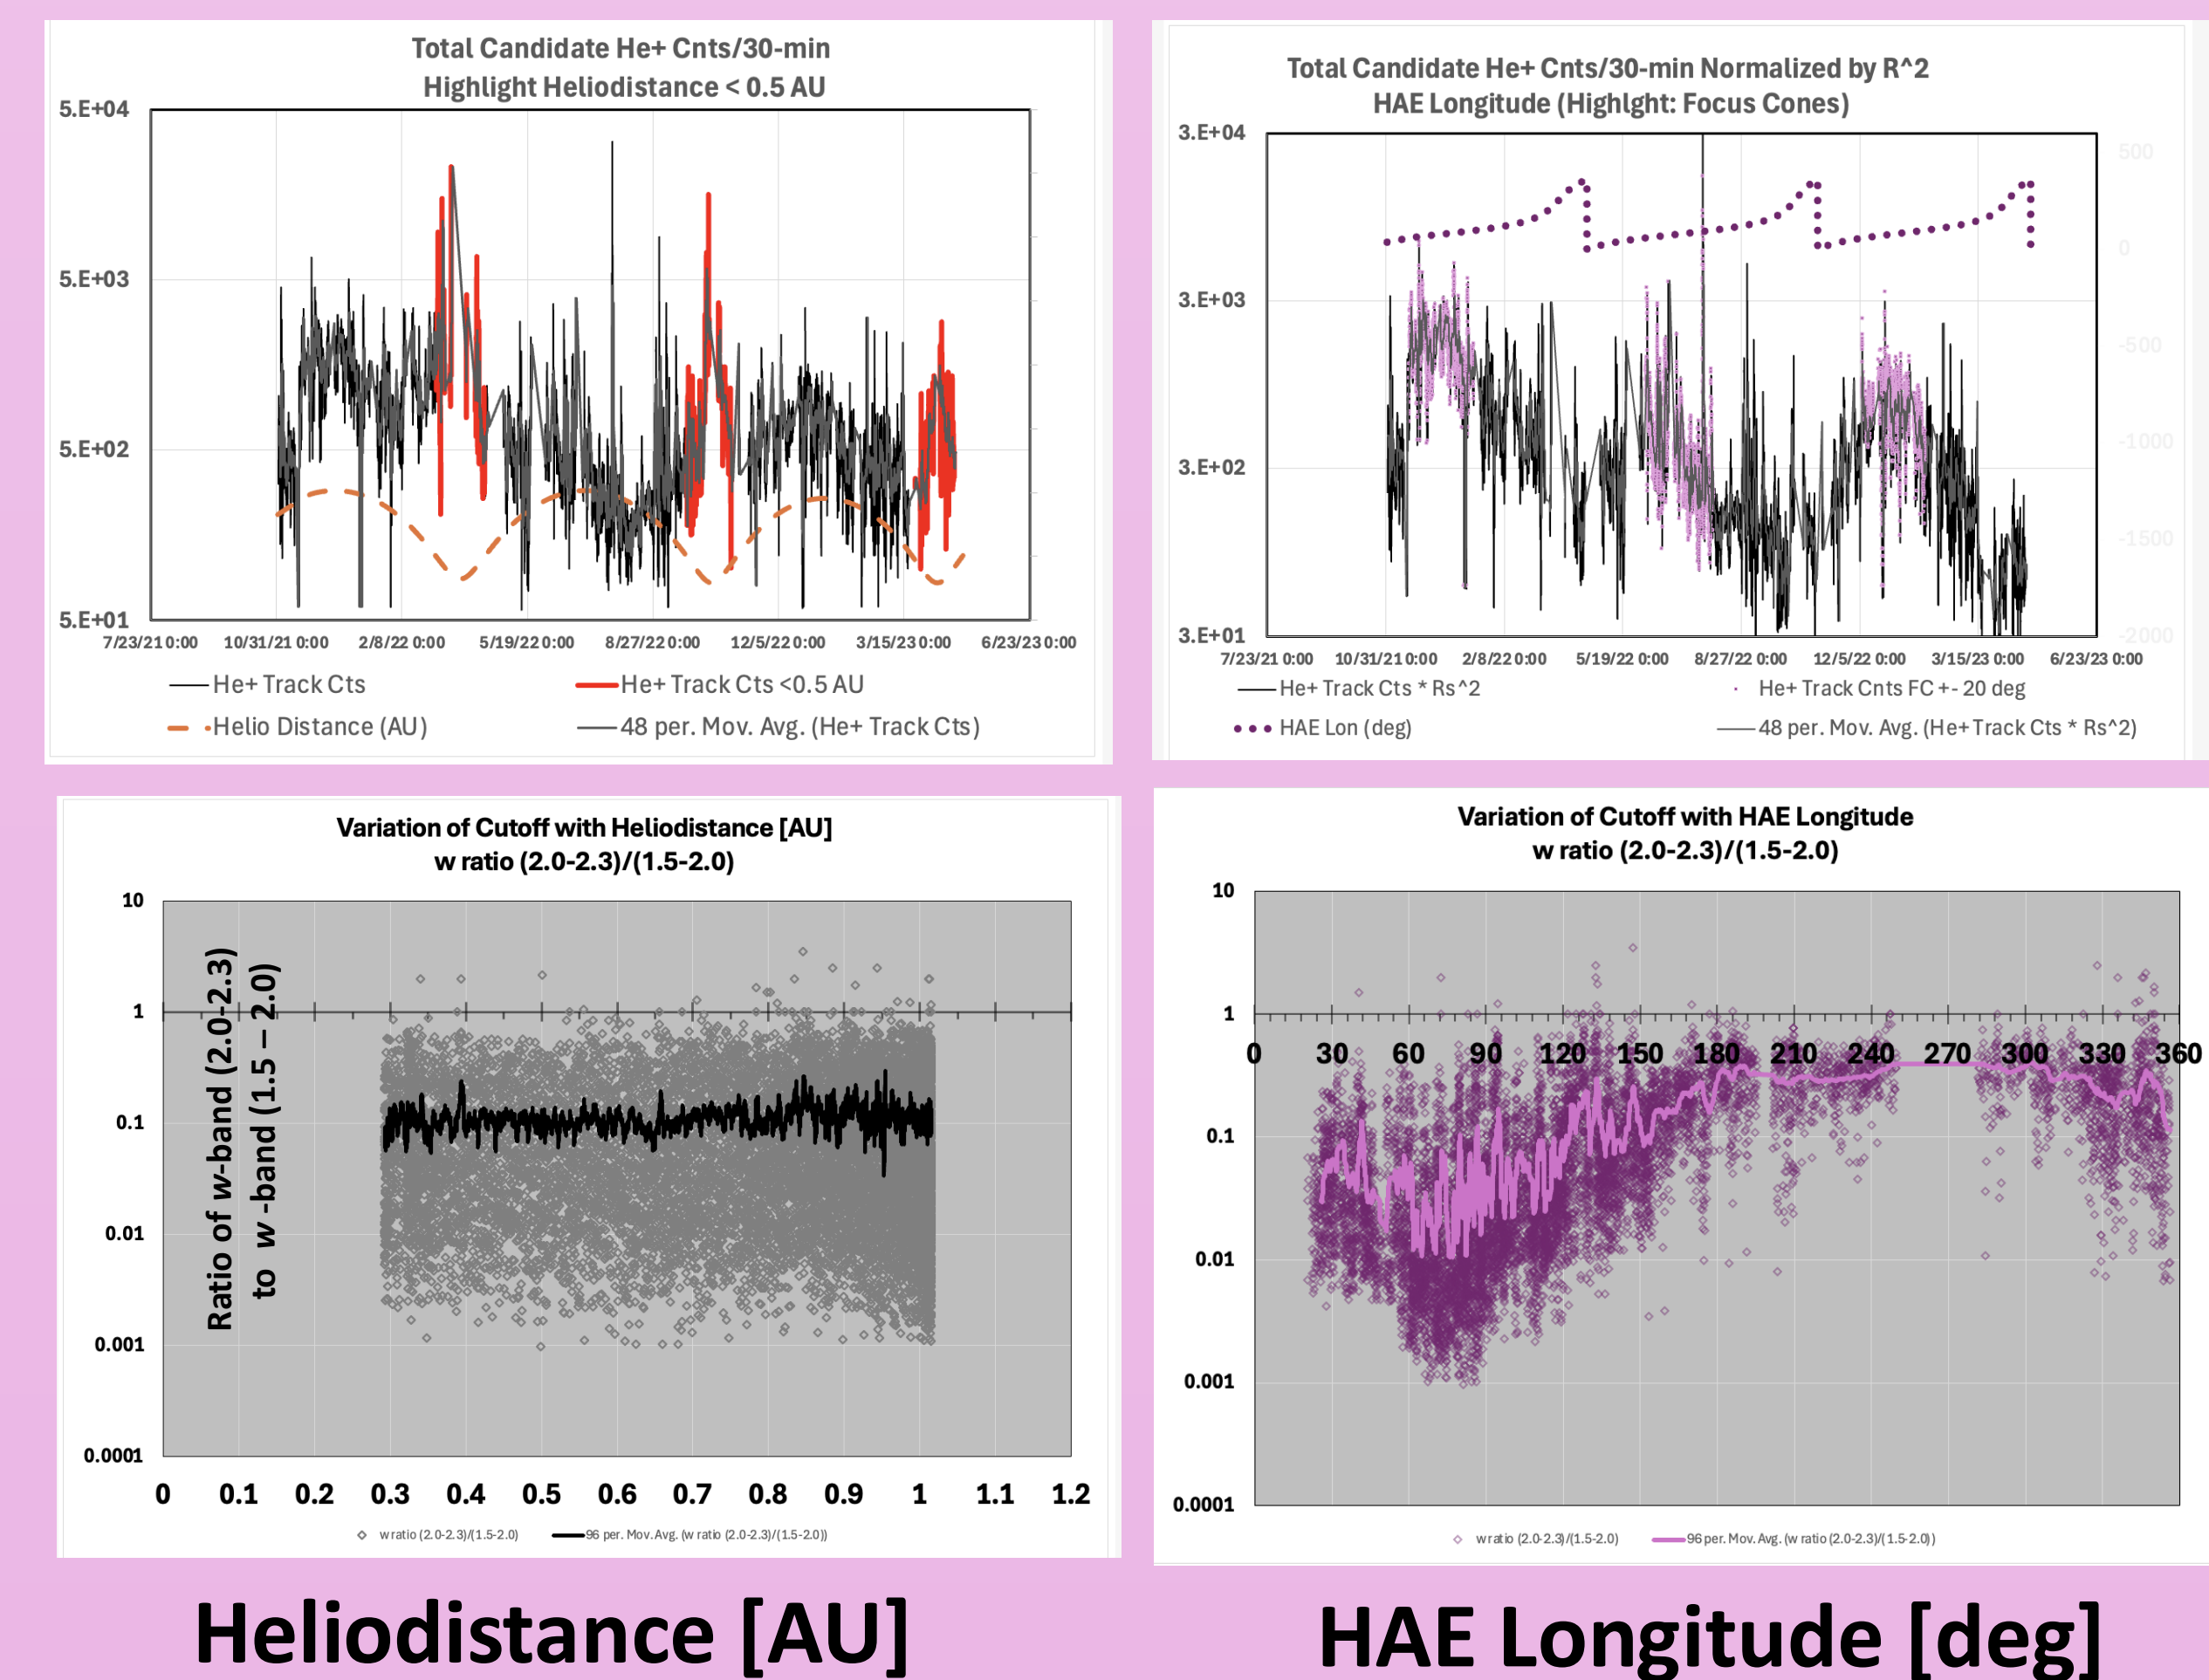 Total Candidate He+ Cnts/30-min
Highlight Heliodistance < 0.5 AU
5.E+04
5.E+03
5.E+02
5.E+01
7/23/21 0:00 10/31/21 0:00 2/8/22 0:00 5/19/22 0:00 8/27/22 0:00 12/5/22 0:00 3/15/23 0:00 6/23/23 0:00
He+ Track Cts He+ Track Cts <0.5 AU
Helio Distance (AU) 48 per. Mov. Avg. (He+ Track Cts)
Total Candidate He+ Cnts/30-min Normalized by R^2
HAE Longitude (Highlght: Focus Cones)
3.E+04
3.E+03
3.E+02
3.E+01
500
0
-500
-1000
-1500
-2000
7/23/21 0:00 10/31/21 0:00 2/8/22 0:00 5/19/22 0:00 8/27/22 0:00 12/5/22 0:00 3/15/23 0:00 6/23/23 0:00
He+ Track Cts * Rs^2 He+ Track Cnts FC +- 20 deg
HAE Lon (deg) 48 per. Mov. Avg. (He+ Track Cts * Rs^2)
Variation of Cutoff with Heliodistance [AU]
w ratio (2.0-2.3)/(1.5-2.0)
Ratio of w-band (2.0-2.3)
to w -band (1.5 – 2.0)
10
1
0.1
0.01
0.001
0.0001
0 0.1 0.2 0.3 0.4 0.5 0.6 0.7 0.8 0.9 1 1.1 1.2
w ratio (2.0-2.3)/(1.5-2.0) 96 per. Mov. Avg. (w ratio (2.0-2.3)/(1.5-2.0))
Heliodistance [AU]
Variation of Cutoff with HAE Longitude
w ratio (2.0-2.3)/(1.5-2.0)
10
1
0 30 60 90 120 150 180 210 240 270 300 330 360
0.1
0.01
0.001
0.0001
w ratio (2.0-2.3)/(1.5-2.0) 96 per. Mov. Avg. (w ratio (2.0-2.3)/(1.5-2.0))
HAE Longitude [deg]